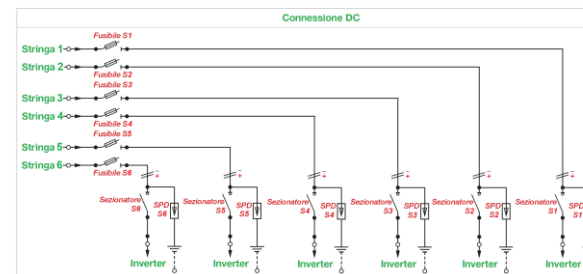 Connessione DC
Fusibile S1
Stringa 1
Stringa 2
Fusibile S2
Fusibile S3
Stringa 3
Stringa 4
Fusibile S4
Fusibile S5
Stringa 5
Stringa 6
Fusibile S6
Sezionatore S6
SPD S6
Sezionatore S5
SPD S5
Sezionatore S4
SPD S4
Sezionatore S3
SPD S3
Sezionatore S2
SPD S2
Sezionatore S1
SPD S1
Inverter
Inverter
Inverter
Inverter
Inverter
Inverter